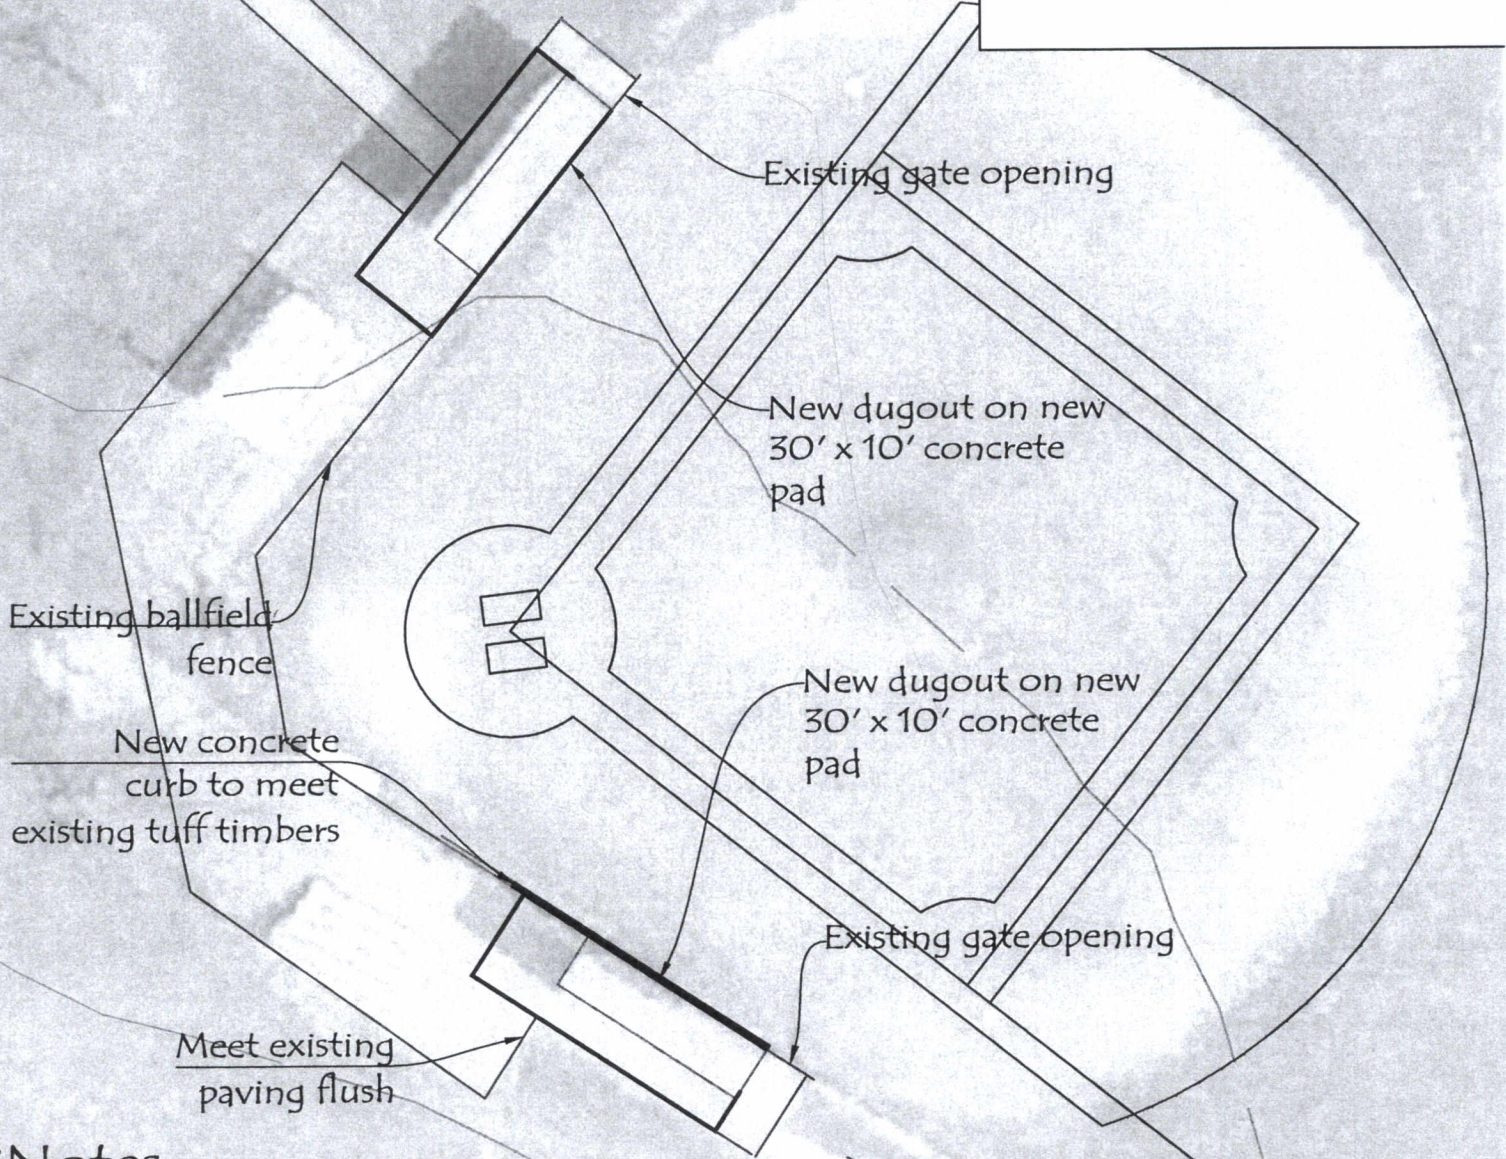 Existing gate opening
New dugout on new
30' x 10' concrete
pad
Existing ballfield
fence
New dugout on new
30' x 10' concrete
pad
New concrete
curb to meet
existing tuff timbers
Existing gate opening
Meet existing
paving flush
Notes